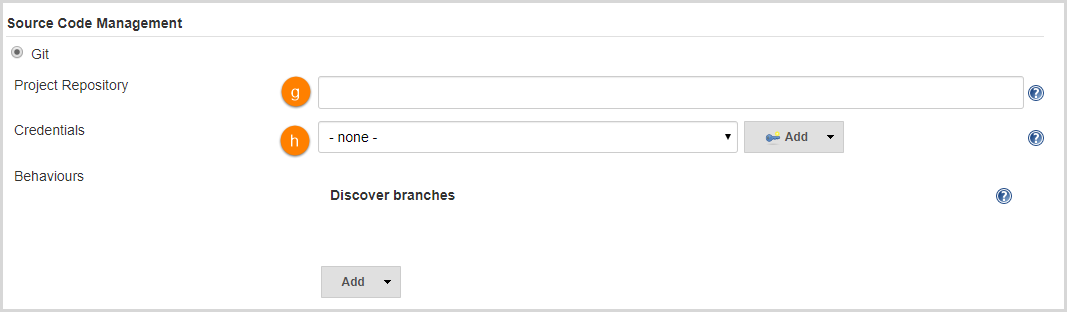 Source Code Management
Git
Project Repository g ?
Credentials h - none - Add ?
Behaviours
Discover branches ?
Add